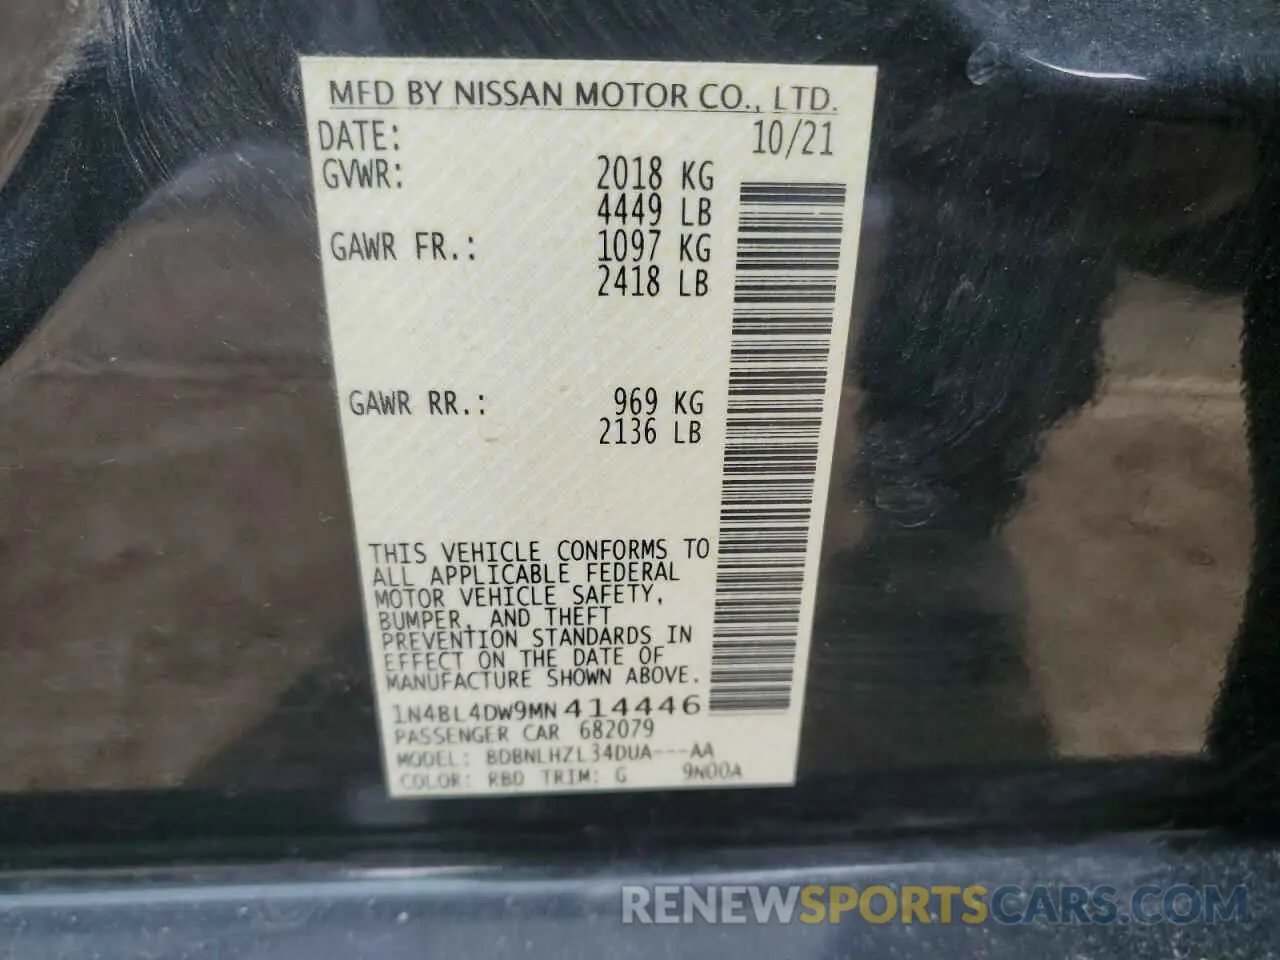 MFD BY NISSAN MOTOR CO., LTD.
DATE: 10/21
GVWR: 2018 KG
4449 LB
GAWR FR.: 1097 KG
2418 LB
GAWR RR.: 969 KG
2136 LB
THIS VEHICLE CONFORMS TO
ALL APPLICABLE FEDERAL
MOTOR VEHICLE SAFETY,
BUMPER, AND THEFT
PREVENTION STANDARDS IN
EFFECT ON THE DATE OF
MANUFACTURE SHOWN ABOVE.
1N4BL4DW9MN414446
PASSENGER CAR 682079
MODEL: BDBNLHZL34DUA---AA
COLOR: RBD TRIM: G 9N00A
RENEWSPORTSCARS.COM